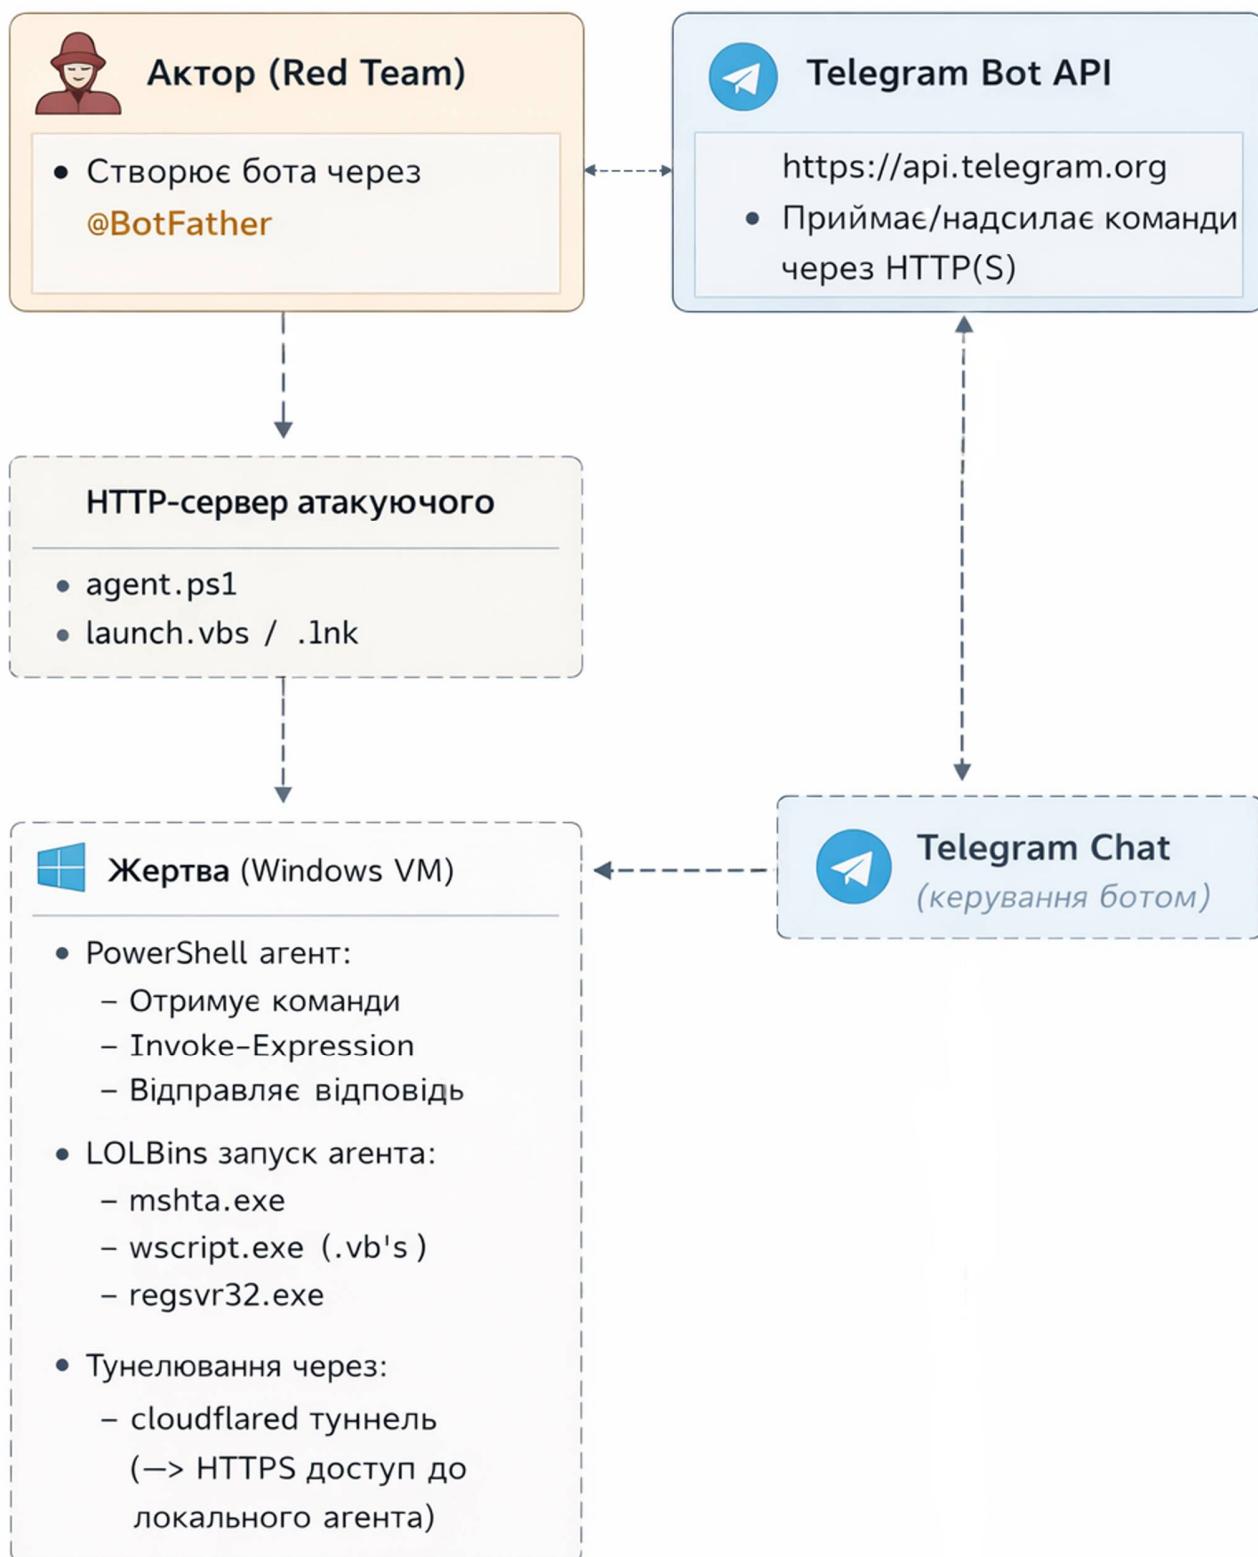 Актор (Red Team)
• Створює бота через
@BotFather
Telegram Bot API
https://api.telegram.org
• Приймає/надсилає команди
через HTTP(S)
HTTP-сервер атакуючого
• agent.ps1
• launch.vbs / .1nk
Жертва (Windows VM)
• PowerShell агент:
– Отримує команди
– Invoke-Expression
– Відправляє відповідь
• LOLBins запуск агента:
– mshta.exe
– wscript.exe (.vb's )
– regsvr32.exe
• Тунелювання через:
– cloudflared туннель
(—> HTTPS доступ до
локального агента)
Telegram Chat
(керування ботом)